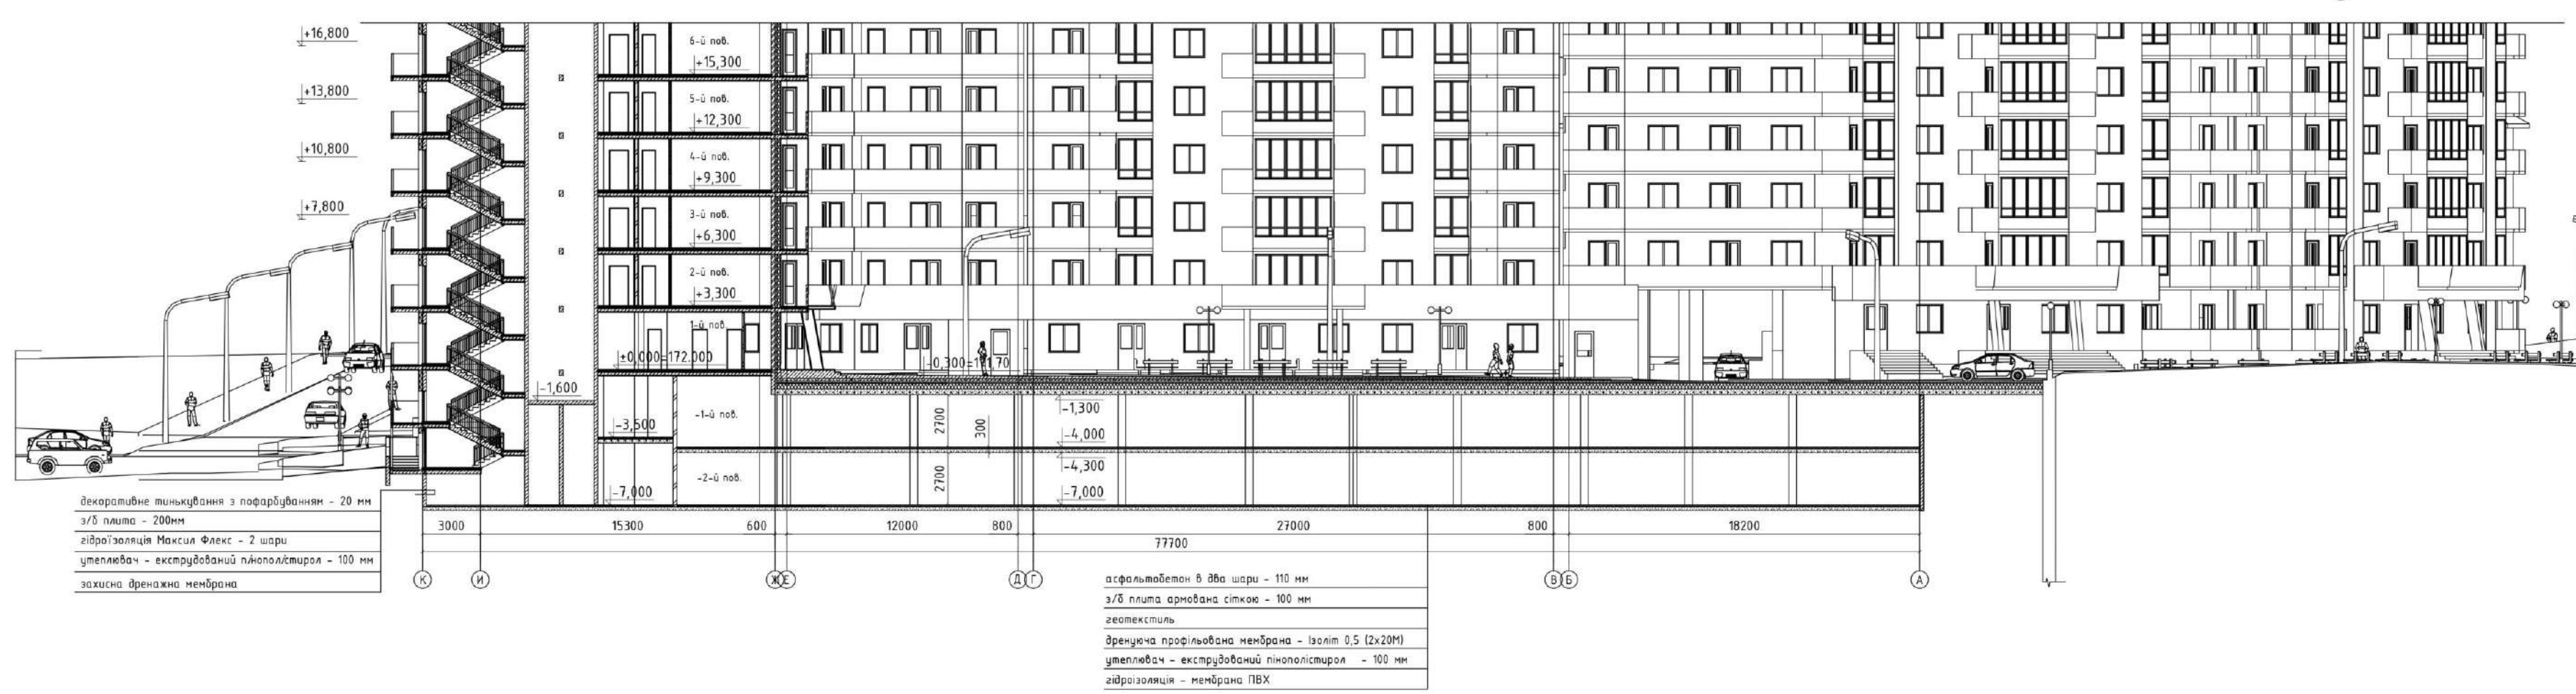 +16,800
6-й пов.
+15,300
+13,800
5-й пов.
+12,300
+10,800
4-й пов.
+9,300
+7,800
3-й пов.
+6,300
2-й пов.
+3,300
1-й пов.
±0,000=172.000
-0,300=171,70
-1,600
-1,300
-1-й пов.
2700
300
-3,500
-4,000
-4,300
-2-й пов.
2700
-7,000
-7,000
декоративне тинькування з пофарбуванням - 20 мм
з/б плита - 200мм
гідроїзоляція Максил Флекс - 2 шари
утеплювач - екструдований п/нопол/стирол - 100 мм
захисна дренажна мембрана
3000 15300 600 12000 800 27000 800 18200
77700
К И Ж Е Д Г В Б А
асфальтобетон в два шари - 110 мм
з/б плита армована сіткою - 100 мм
геотекстиль
дренуюча профільована мембрана - Ізоліт 0,5 (2х20М)
утеплювач - екструдований пінополістирол - 100 мм
гідроізоляція - мембрана ПВХ